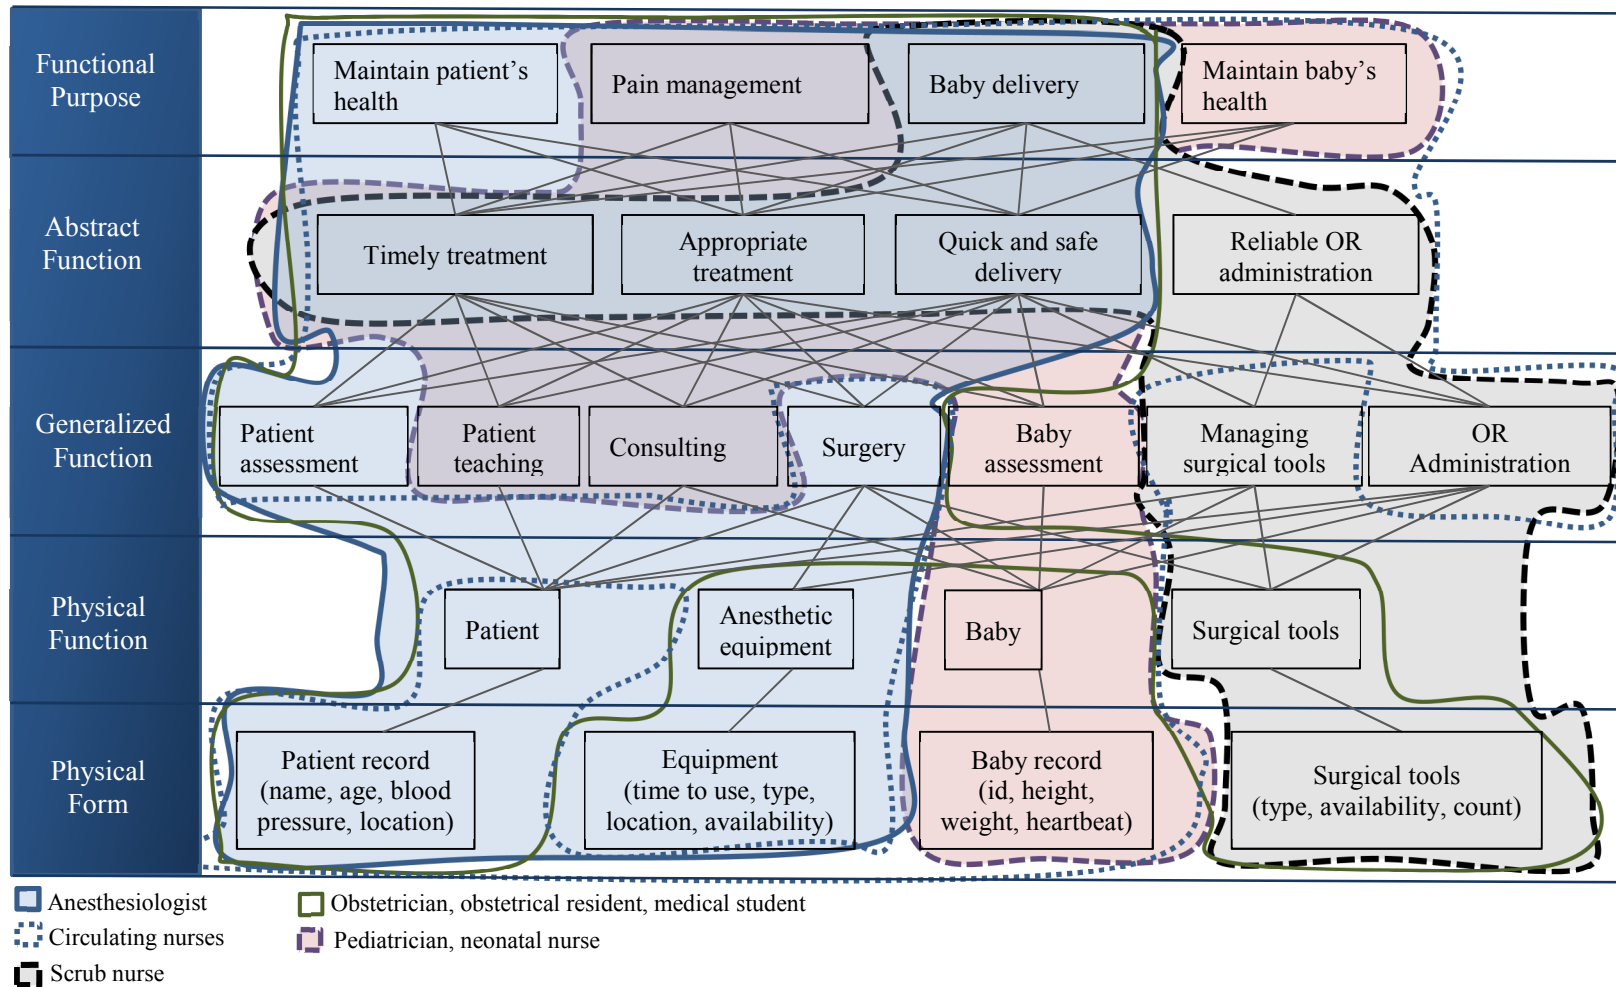 Functional
Purpose
Maintain patient's
health
Pain management
Baby delivery
Maintain baby's
health
Abstract
Function
Timely treatment
Appropriate
treatment
Quick and safe
delivery
Reliable OR
administration
Generalized
Function
Patient
assessment
Patient
teaching
Consulting
Surgery
Baby
assessment
Managing
surgical tools
OR
Administration
Physical
Function
Patient
Anesthetic
equipment
Baby
Surgical tools
Physical
Form
Patient record
(name, age, blood
pressure, location)
Equipment
(time to use, type,
location, availability)
Baby record
(id, height,
weight, heartbeat)
Surgical tools
(type, availability, count)
Anesthesiologist
Obstetrician, obstetrical resident, medical student
Circulating nurses
Pediatrician, neonatal nurse
Scrub nurse